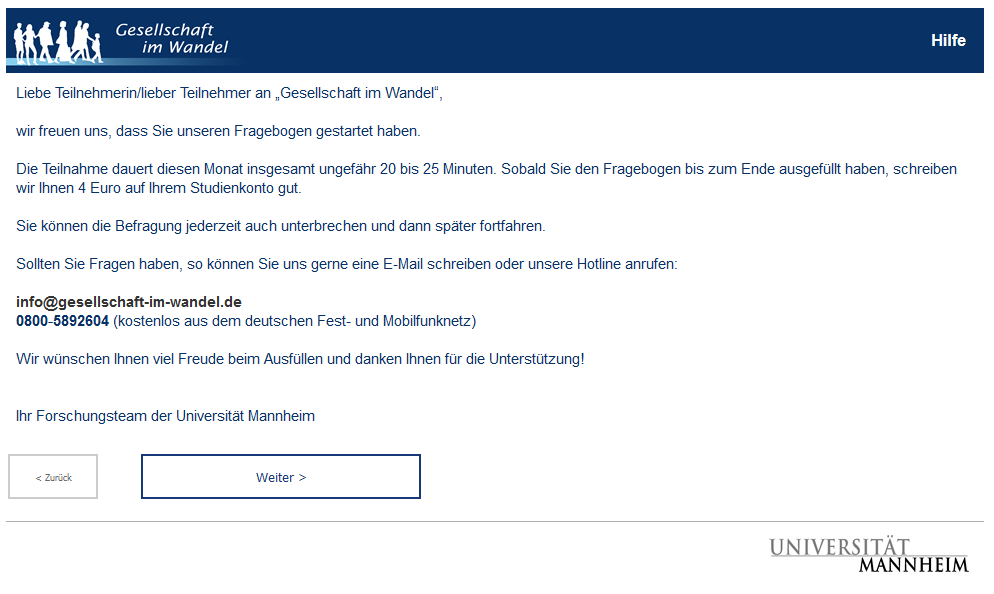 Gesellschaft
im Wandel
Hilfe
Liebe Teilnehmerin/lieber Teilnehmer an „Gesellschaft im Wandel“,
wir freuen uns, dass Sie unseren Fragebogen gestartet haben.
Die Teilnahme dauert diesen Monat insgesamt ungefähr 20 bis 25 Minuten. Sobald Sie den Fragebogen bis zum Ende ausgefüllt haben, schreiben
wir Ihnen 4 Euro auf Ihrem Studienkonto gut.
Sie können die Befragung jederzeit auch unterbrechen und dann später fortfahren.
Sollten Sie Fragen haben, so können Sie uns gerne eine E-Mail schreiben oder unsere Hotline anrufen:
info@gesellschaft-im-wandel.de
0800-5892604 (kostenlos aus dem deutschen Fest- und Mobilfunknetz)
Wir wünschen Ihnen viel Freude beim Ausfüllen und danken Ihnen für die Unterstützung!
Ihr Forschungsteam der Universität Mannheim
< Zurück
Weiter >
UNIVERSITÄT
MANNHEIM